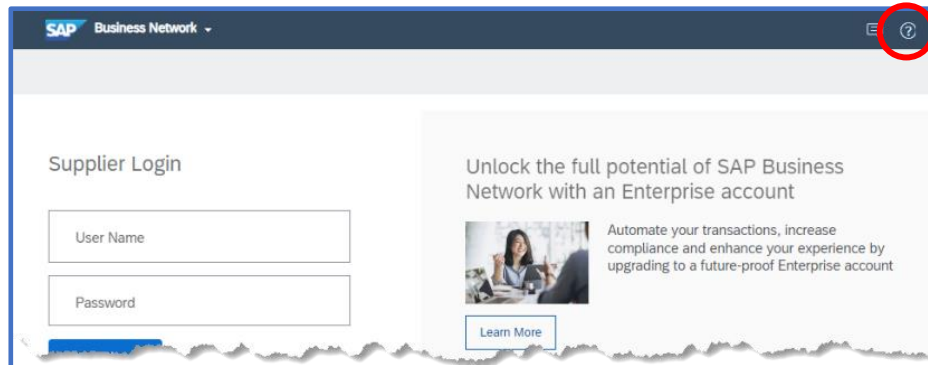 SAP Business Network
Supplier Login
User Name
Password
Unlock the full potential of SAP Business
Network with an Enterprise account
Automate your transactions, increase
compliance and enhance your experience by
upgrading to a future-proof Enterprise account
Learn More